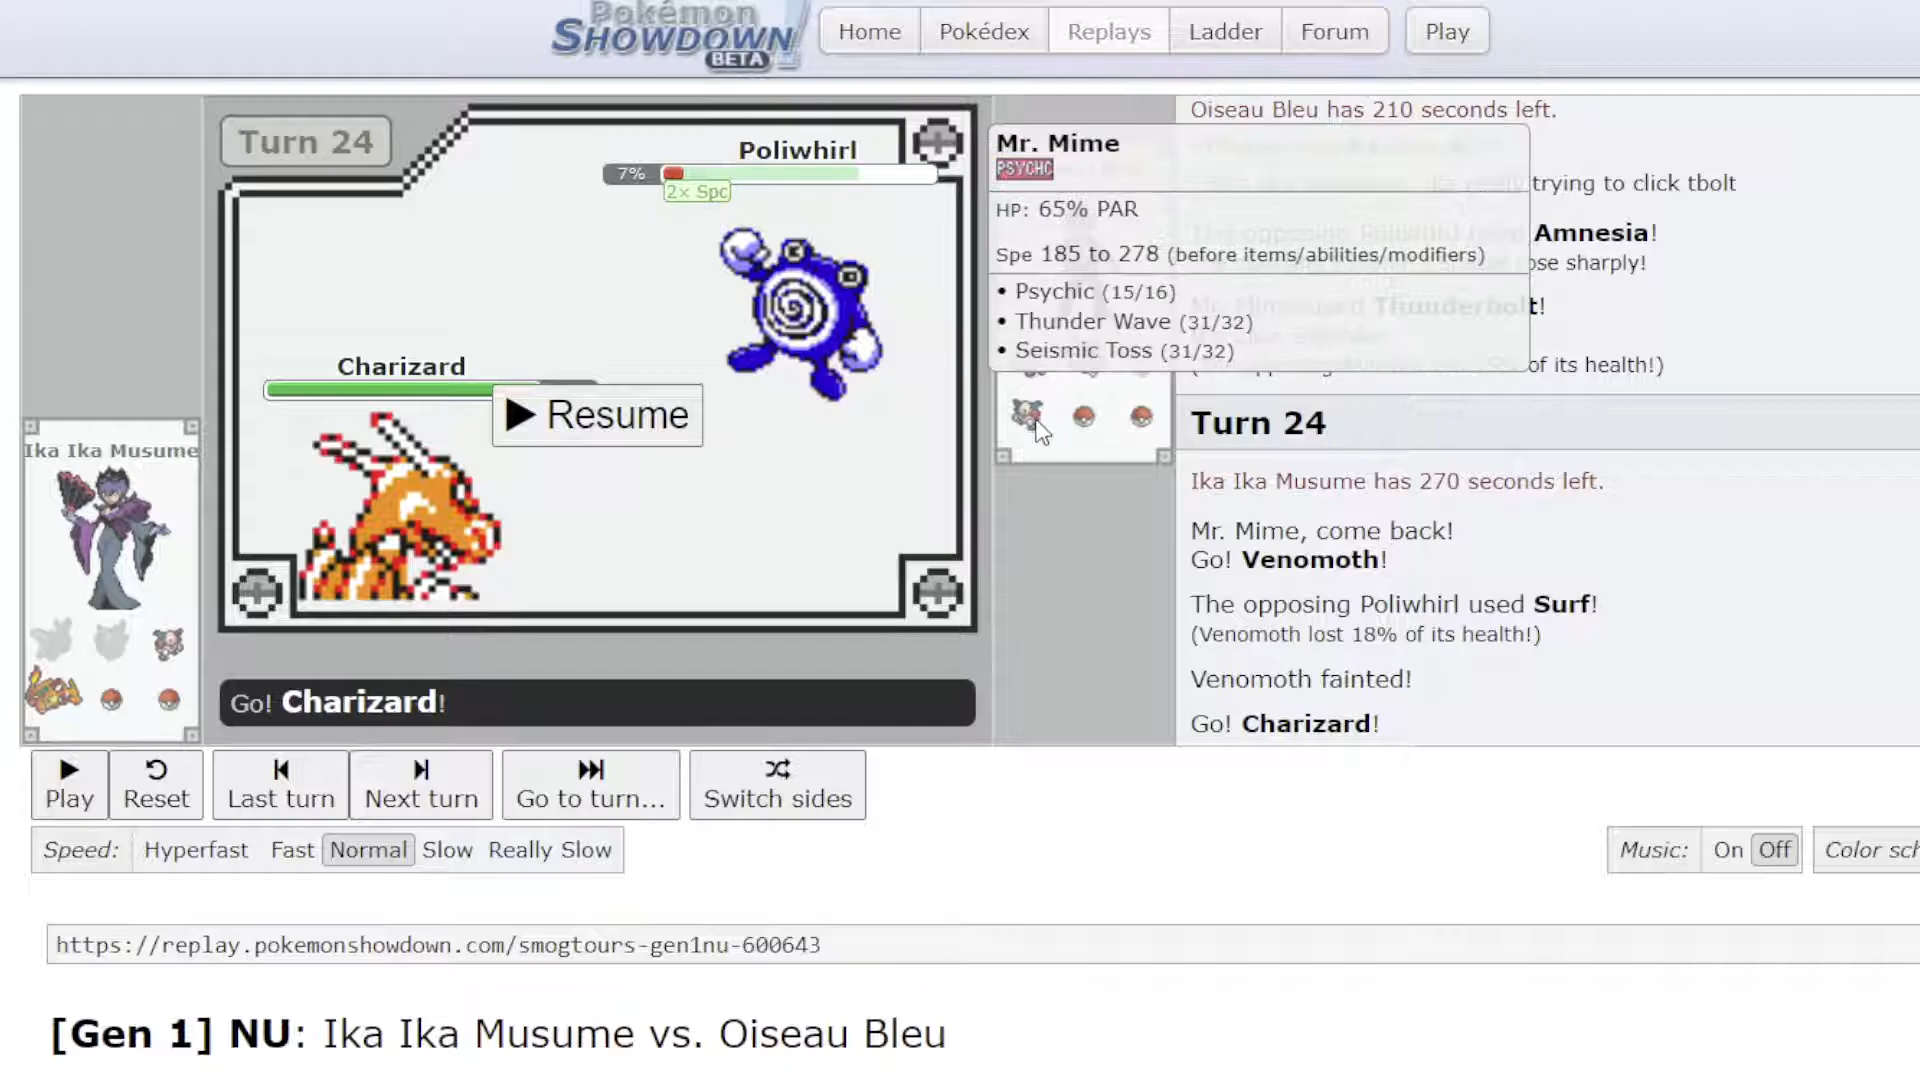 Pokémon
SHOWDOWN
BETA
Home
Pokédex
Replays
Ladder
Forum
Play
Turn 24
Poliwhirl
7%
2× Spc
Charizard
Resume
Ika Ika Musume
Go! Charizard!
Mr. Mime
PSYCHC
HP: 65% PAR
Spe 185 to 278 (before items/abilities/modifiers)
• Psychic (15/16)
• Thunder Wave (31/32)
• Seismic Toss (31/32)
Oiseau Bleu has 210 seconds left.
trying to click tbolt
Amnesia!
ose sharply!
Mr. Mime used Thunderbolt!
of its health!)
Turn 24
Ika Ika Musume has 270 seconds left.
Mr. Mime, come back!
Go! Venomoth!
The opposing Poliwhirl used Surf!
(Venomoth lost 18% of its health!)
Venomoth fainted!
Go! Charizard!
Play
Reset
Last turn
Next turn
Go to turn...
Switch sides
Speed: Hyperfast Fast Normal Slow Really Slow
Music: On Off
Color sch
https://replay.pokemonshowdown.com/smogtours-gen1nu-600643
[Gen 1] NU: Ika Ika Musume vs. Oiseau Bleu